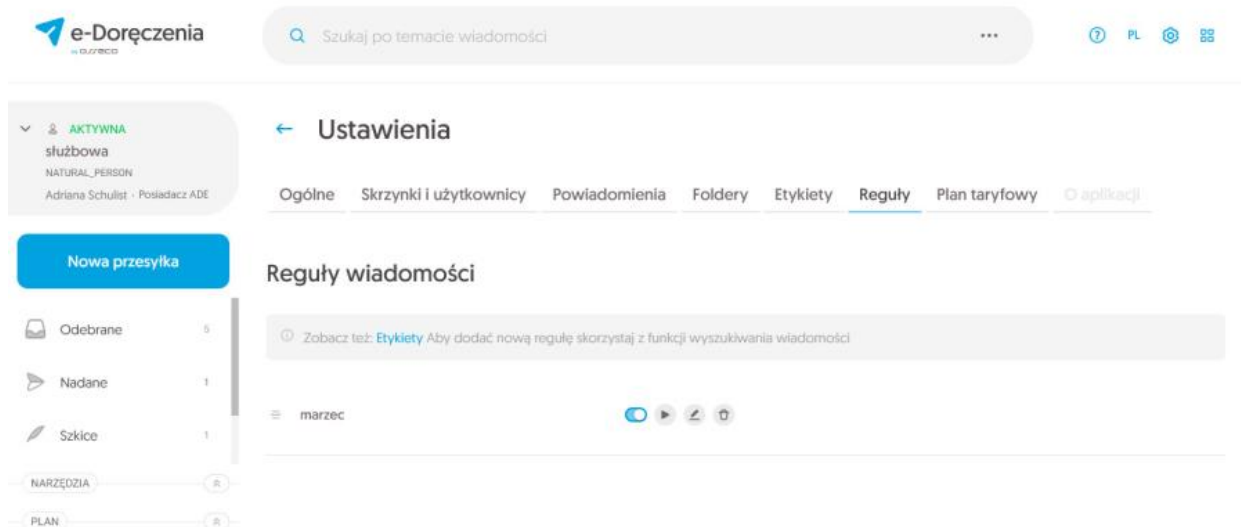 e-Doręczenia
by asseco
Szukaj po temacie wiadomości
PL
AKTYWNA
służbowa
NATURAL_PERSON
Adriana Schulist - Posiadacz ADE
Nowa przesyłka
Odebrane 5
Nadane 1
Szkice 1
NARZĘDZIA
PLAN
Ustawienia
Ogólne Skrzynki i użytkownicy Powiadomienia Foldery Etykiety Reguły Plan taryfowy O aplikacji
Reguły wiadomości
Zobacz też: Etykiety Aby dodać nową regułę skorzystaj z funkcji wyszukiwania wiadomości
marzec